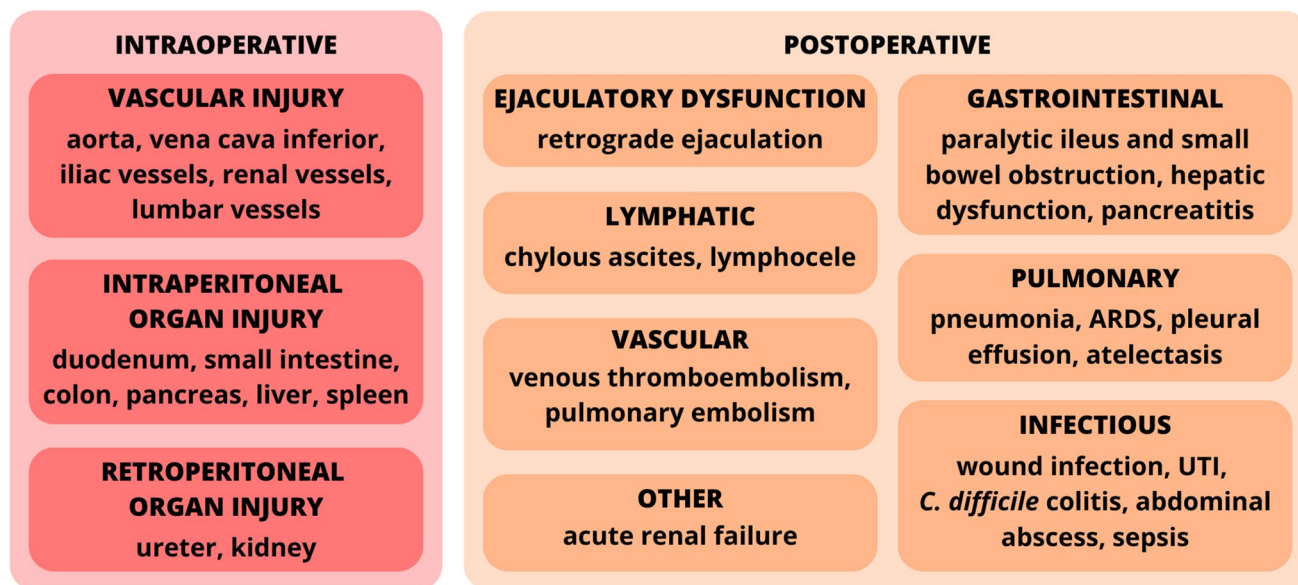 INTRAOPERATIVE
VASCULAR INJURY
aorta, vena cava inferior,
iliac vessels, renal vessels,
lumbar vessels
INTRAPERITONEAL
ORGAN INJURY
duodenum, small intestine,
colon, pancreas, liver, spleen
RETROPERITONEAL
ORGAN INJURY
ureter, kidney
POSTOPERATIVE
EJACULATORY DYSFUNCTION
retrograde ejaculation
LYMPHATIC
chylous ascites, lymphocele
VASCULAR
venous thromboembolism,
pulmonary embolism
OTHER
acute renal failure
GASTROINTESTINAL
paralytic ileus and small
bowel obstruction, hepatic
dysfunction, pancreatitis
PULMONARY
pneumonia, ARDS, pleural
effusion, atelectasis
INFECTIOUS
wound infection, UTI,
C. difficile colitis, abdominal
abscess, sepsis